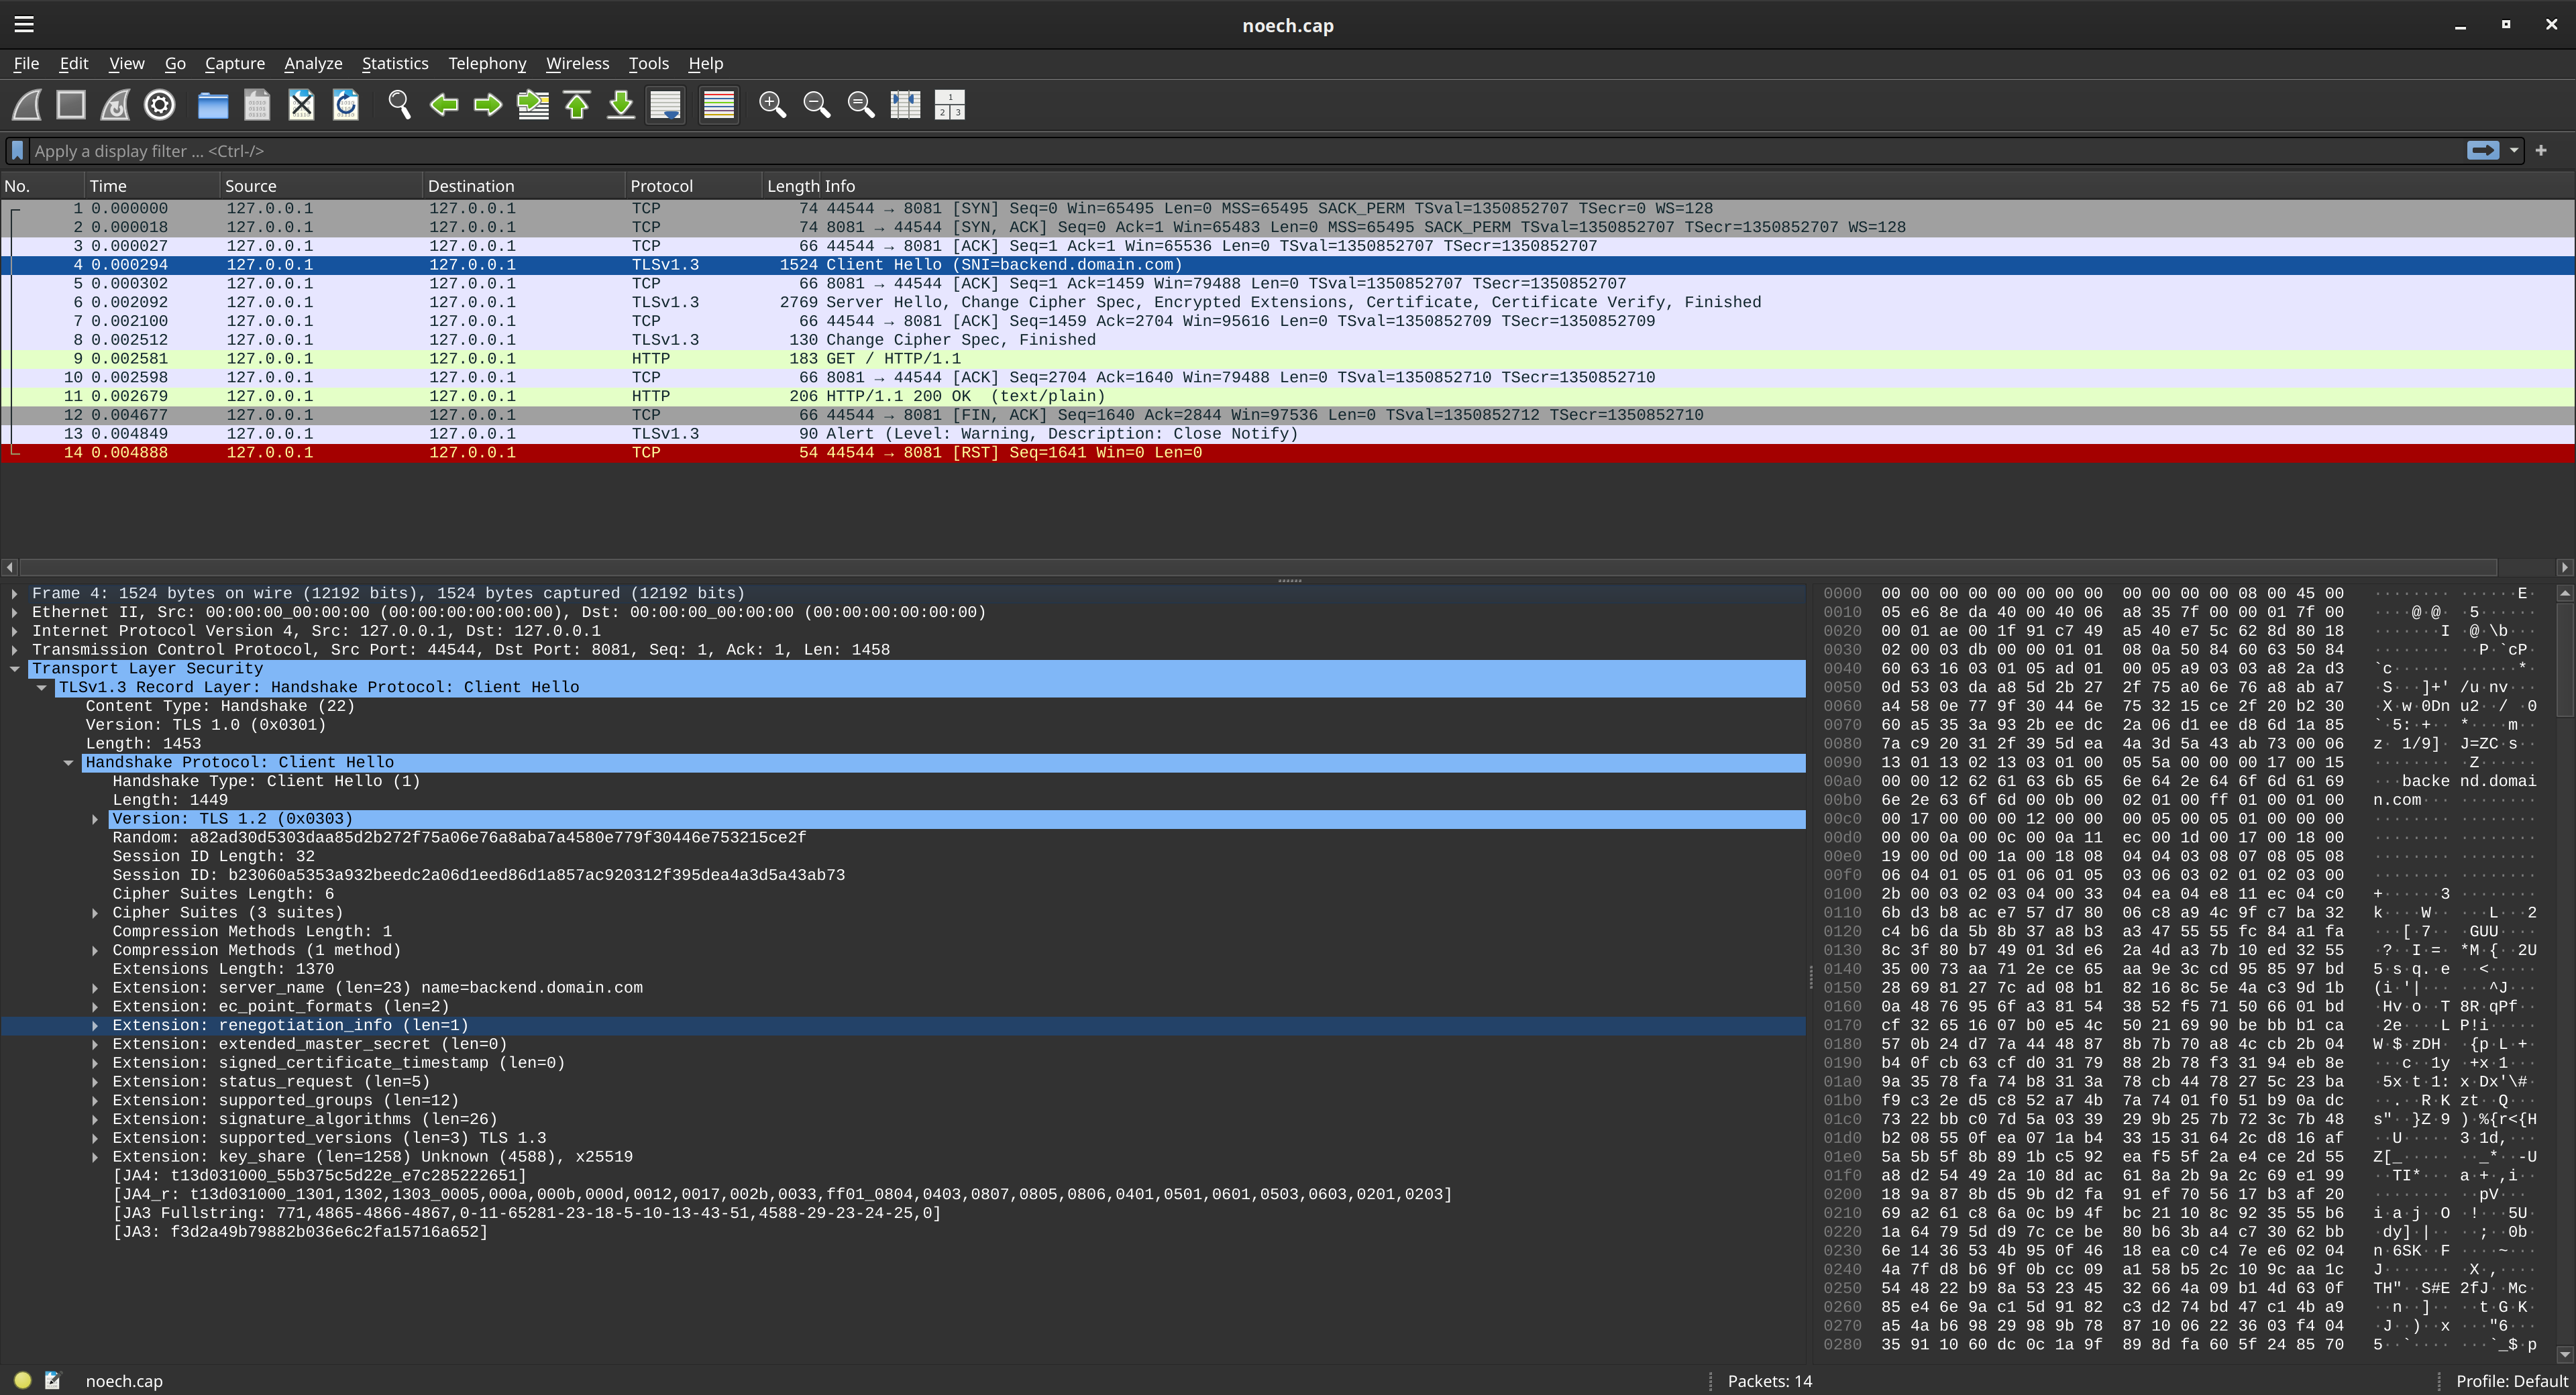 noech.cap
File Edit View Go Capture Analyze Statistics Telephony Wireless Tools Help
Apply a display filter ... <Ctrl-/>
No. Time Source Destination Protocol Length Info
1 0.000000 127.0.0.1 127.0.0.1 TCP 74 44544 → 8081 [SYN] Seq=0 Win=65495 Len=0 MSS=65495 SACK_PERM TSval=1350852707 TSecr=0 WS=128
2 0.000018 127.0.0.1 127.0.0.1 TCP 74 8081 → 44544 [SYN, ACK] Seq=0 Ack=1 Win=65483 Len=0 MSS=65495 SACK_PERM TSval=1350852707 TSecr=1350852707 WS=128
3 0.000027 127.0.0.1 127.0.0.1 TCP 66 44544 → 8081 [ACK] Seq=1 Ack=1 Win=65536 Len=0 TSval=1350852707 TSecr=1350852707
4 0.000294 127.0.0.1 127.0.0.1 TLSv1.3 1524 Client Hello (SNI=backend.domain.com)
5 0.000302 127.0.0.1 127.0.0.1 TCP 66 8081 → 44544 [ACK] Seq=1 Ack=1459 Win=79488 Len=0 TSval=1350852707 TSecr=1350852707
6 0.002092 127.0.0.1 127.0.0.1 TLSv1.3 2769 Server Hello, Change Cipher Spec, Encrypted Extensions, Certificate, Certificate Verify, Finished
7 0.002100 127.0.0.1 127.0.0.1 TCP 66 44544 → 8081 [ACK] Seq=1459 Ack=2704 Win=95616 Len=0 TSval=1350852709 TSecr=1350852709
8 0.002512 127.0.0.1 127.0.0.1 TLSv1.3 130 Change Cipher Spec, Finished
9 0.002581 127.0.0.1 127.0.0.1 HTTP 183 GET / HTTP/1.1
10 0.002598 127.0.0.1 127.0.0.1 TCP 66 8081 → 44544 [ACK] Seq=2704 Ack=1640 Win=79488 Len=0 TSval=1350852710 TSecr=1350852710
11 0.002679 127.0.0.1 127.0.0.1 HTTP 206 HTTP/1.1 200 OK (text/plain)
12 0.004677 127.0.0.1 127.0.0.1 TCP 66 44544 → 8081 [FIN, ACK] Seq=1640 Ack=2844 Win=97536 Len=0 TSval=1350852712 TSecr=1350852710
13 0.004849 127.0.0.1 127.0.0.1 TLSv1.3 90 Alert (Level: Warning, Description: Close Notify)
14 0.004888 127.0.0.1 127.0.0.1 TCP 54 44544 → 8081 [RST] Seq=1641 Win=0 Len=0
Frame 4: 1524 bytes on wire (12192 bits), 1524 bytes captured (12192 bits)
Ethernet II, Src: 00:00:00_00:00:00 (00:00:00:00:00:00), Dst: 00:00:00_00:00:00 (00:00:00:00:00:00)
Internet Protocol Version 4, Src: 127.0.0.1, Dst: 127.0.0.1
Transmission Control Protocol, Src Port: 44544, Dst Port: 8081, Seq: 1, Ack: 1, Len: 1458
Transport Layer Security
TLSv1.3 Record Layer: Handshake Protocol: Client Hello
Content Type: Handshake (22)
Version: TLS 1.0 (0x0301)
Length: 1453
Handshake Protocol: Client Hello
Handshake Type: Client Hello (1)
Length: 1449
Version: TLS 1.2 (0x0303)
Random: a82ad30d5303daa85d2b272f75a06e76a8aba7a4580e779f30446e753215ce2f
Session ID Length: 32
Session ID: b23060a5353a932beedc2a06d1eed86d1a857ac920312f395dea4a3d5a43ab73
Cipher Suites Length: 6
Cipher Suites (3 suites)
Compression Methods Length: 1
Compression Methods (1 method)
Extensions Length: 1370
Extension: server_name (len=23) name=backend.domain.com
Extension: ec_point_formats (len=2)
Extension: renegotiation_info (len=1)
Extension: extended_master_secret (len=0)
Extension: signed_certificate_timestamp (len=0)
Extension: status_request (len=5)
Extension: supported_groups (len=12)
Extension: signature_algorithms (len=26)
Extension: supported_versions (len=3) TLS 1.3
Extension: key_share (len=1258) Unknown (4588), x25519
[JA4: t13d031000_55b375c5d22e_e7c285222651]
[JA4_r: t13d031000_1301,1302,1303_0005,000a,000b,000d,0012,0017,002b,0033,ff01_0804,0403,0807,0805,0806,0401,0501,0601,0503,0603,0201,0203]
[JA3 Fullstring: 771,4865-4866-4867,0-11-65281-23-18-5-10-13-43-51,4588-29-23-24-25,0]
[JA3: f3d2a49b79882b036e6c2fa15716a652]
0000 00 00 00 00 00 00 00 00 00 00 00 00 08 00 45 00
0010 05 e6 8e da 40 00 40 06 a8 35 7f 00 00 01 7f 00
0020 00 01 ae 00 1f 91 c7 49 a5 40 e7 5c 62 8d 80 18
0030 02 00 03 db 00 00 01 01 08 0a 50 84 60 63 50 84
0040 60 63 16 03 01 05 ad 01 00 05 a9 03 03 a8 2a d3
0050 0d 53 03 da a8 5d 2b 27 2f 75 a0 6e 76 a8 ab a7
0060 a4 58 0e 77 9f 30 44 6e 75 32 15 ce 2f 20 b2 30
0070 60 a5 35 3a 93 2b ee dc 2a 06 d1 ee d8 6d 1a 85
0080 7a c9 20 31 2f 39 5d ea 4a 3d 5a 43 ab 73 00 06
0090 13 01 13 02 13 03 01 00 05 5a 00 00 00 17 00 15
00a0 00 00 12 62 61 63 6b 65 6e 64 2e 64 6f 6d 61 69
00b0 6e 2e 63 6f 6d 00 0b 00 02 01 00 ff 01 00 01 00
00c0 00 17 00 00 00 12 00 00 00 05 00 05 01 00 00 00
00d0 00 00 0a 00 0c 00 0a 11 ec 00 1d 00 17 00 18 00
00e0 19 00 0d 00 1a 00 18 08 04 04 03 08 07 08 05 08
00f0 06 04 01 05 01 06 01 05 03 06 03 02 01 02 03 00
0100 2b 00 03 02 03 04 00 33 04 ea 04 e8 11 ec 04 c0
0110 6b d3 b8 ac e7 57 d7 80 06 c8 a9 4c 9f c7 ba 32
0120 c4 b6 da 5b 8b 37 a8 b3 a3 47 55 55 fc 84 a1 fa
0130 8c 3f 80 b7 49 01 3d e6 2a 4d a3 7b 10 ed 32 55
0140 35 00 73 aa 71 2e ce 65 aa 9e 3c cd 95 85 97 bd
0150 28 69 81 27 7c ad 08 b1 82 16 8c 5e 4a c3 9d 1b
0160 0a 48 76 95 6f a3 81 54 38 52 f5 71 50 66 01 bd
0170 cf 32 65 16 07 b0 e5 4c 50 21 69 90 be bb b1 ca
0180 57 0b 24 d7 7a 44 48 87 8b 7b 70 a8 4c cb 2b 04
0190 b4 0f cb 63 cf d0 31 79 88 2b 78 f3 31 94 eb 8e
01a0 9a 35 78 fa 74 b8 31 3a 78 cb 44 78 27 5c 23 ba
01b0 f9 c3 2e d5 c8 52 a7 4b 7a 74 01 f0 51 b9 0a dc
01c0 73 22 bb c0 7d 5a 03 39 29 9b 25 7b 72 3c 7b 48
01d0 b2 08 55 0f ea 07 1a b4 33 15 31 64 2c d8 16 af
01e0 5a 5b 5f 8b 89 1b c5 92 ea f5 5f 2a e4 ce 2d 55
01f0 a8 d2 54 49 2a 10 8d ac 61 8a 2b 9a 2c 69 e1 99
0200 18 9a 87 8b d5 9b d2 fa 91 ef 70 56 17 b3 af 20
0210 69 a2 61 c8 6a 0c b9 4f bc 21 10 8c 92 35 55 b6
0220 1a 64 79 5d d9 7c ce be 80 b6 3b a4 c7 30 62 bb
0230 6e 14 36 53 4b 95 0f 46 18 ea c0 c4 7e e6 02 04
0240 4a 7f d8 b6 9f 0b cc 09 a1 58 b5 2c 10 9c aa 1c
0250 54 48 22 b9 8a 53 23 45 32 66 4a 09 b1 4d 63 0f
0260 85 e4 6e 9a c1 5d 91 82 c3 d2 74 bd 47 c1 4b a9
0270 a5 4a b6 98 29 98 9b 78 87 10 06 22 36 03 f4 04
0280 35 91 10 60 dc 0c 1a 9f 89 8d fa 60 5f 24 85 70
noech.cap
Packets: 14
Profile: Default